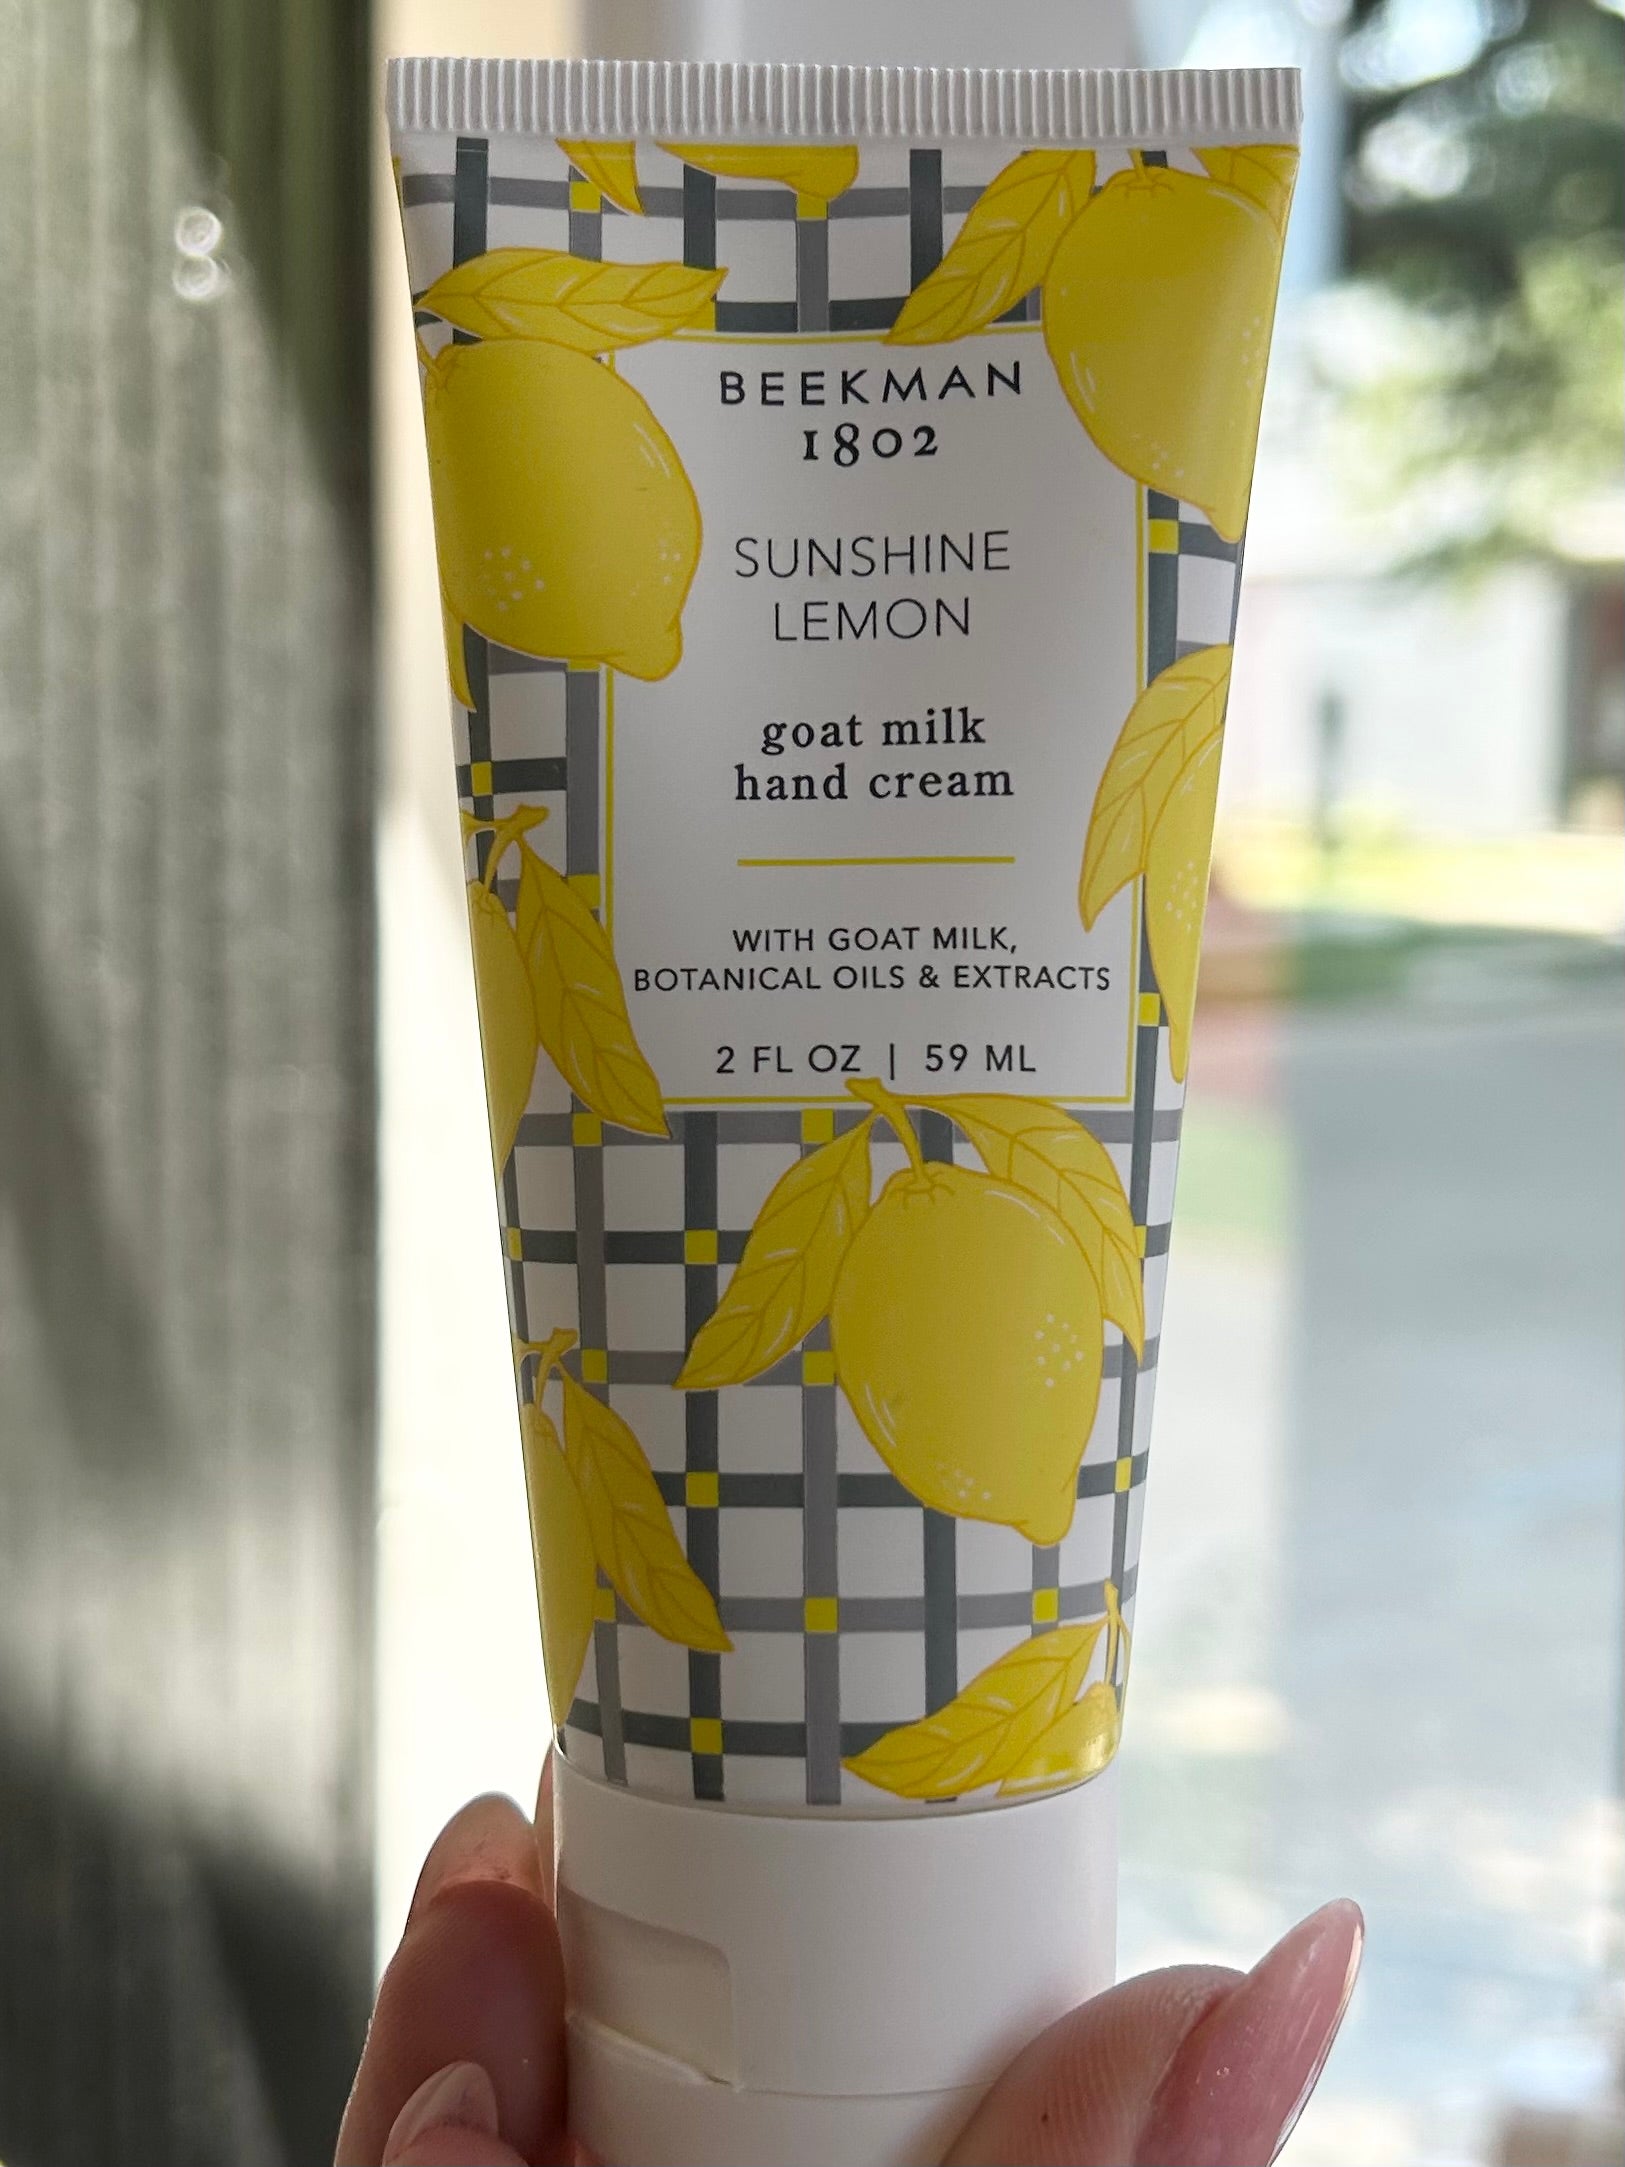 BEEKMAN
1802
SUNSHINE
LEMON
goat milk
hand cream
WITH GOAT MILK,
BOTANICAL OILS & EXTRACTS
2 FL OZ | 59 ML